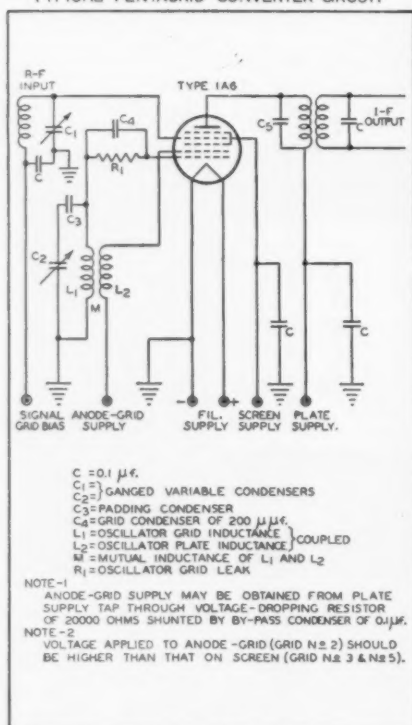 TYPICAL PENTAGRID CONVERTER CIRCUIT
R-F
INPUT
TYPE 1A6
I-F
OUTPUT
C4
C1
C
R1
C5
C
C3
C2
L1
L2
M
C
C
SIGNAL
GRID BIAS
ANODE-GRID
SUPPLY
- FIL. +
SUPPLY
SCREEN
SUPPLY
PLATE
SUPPLY.
C = 0.1 µf.
C1 =
C2 = } GANGED VARIABLE CONDENSERS
C3 = PADDING CONDENSER
C4 = GRID CONDENSER OF 200 µµf.
L1 = OSCILLATOR GRID INDUCTANCE
L2 = OSCILLATOR PLATE INDUCTANCE } COUPLED
M = MUTUAL INDUCTANCE OF L1 AND L2
R1 = OSCILLATOR GRID LEAK
NOTE-1
ANODE-GRID SUPPLY MAY BE OBTAINED FROM PLATE
SUPPLY TAP THROUGH VOLTAGE-DROPPING RESISTOR
OF 20000 OHMS SHUNTED BY BY-PASS CONDENSER OF 0.1µf.
NOTE-2
VOLTAGE APPLIED TO ANODE-GRID (GRID Nº 2) SHOULD
BE HIGHER THAN THAT ON SCREEN (GRID Nº 3 & Nº 5).